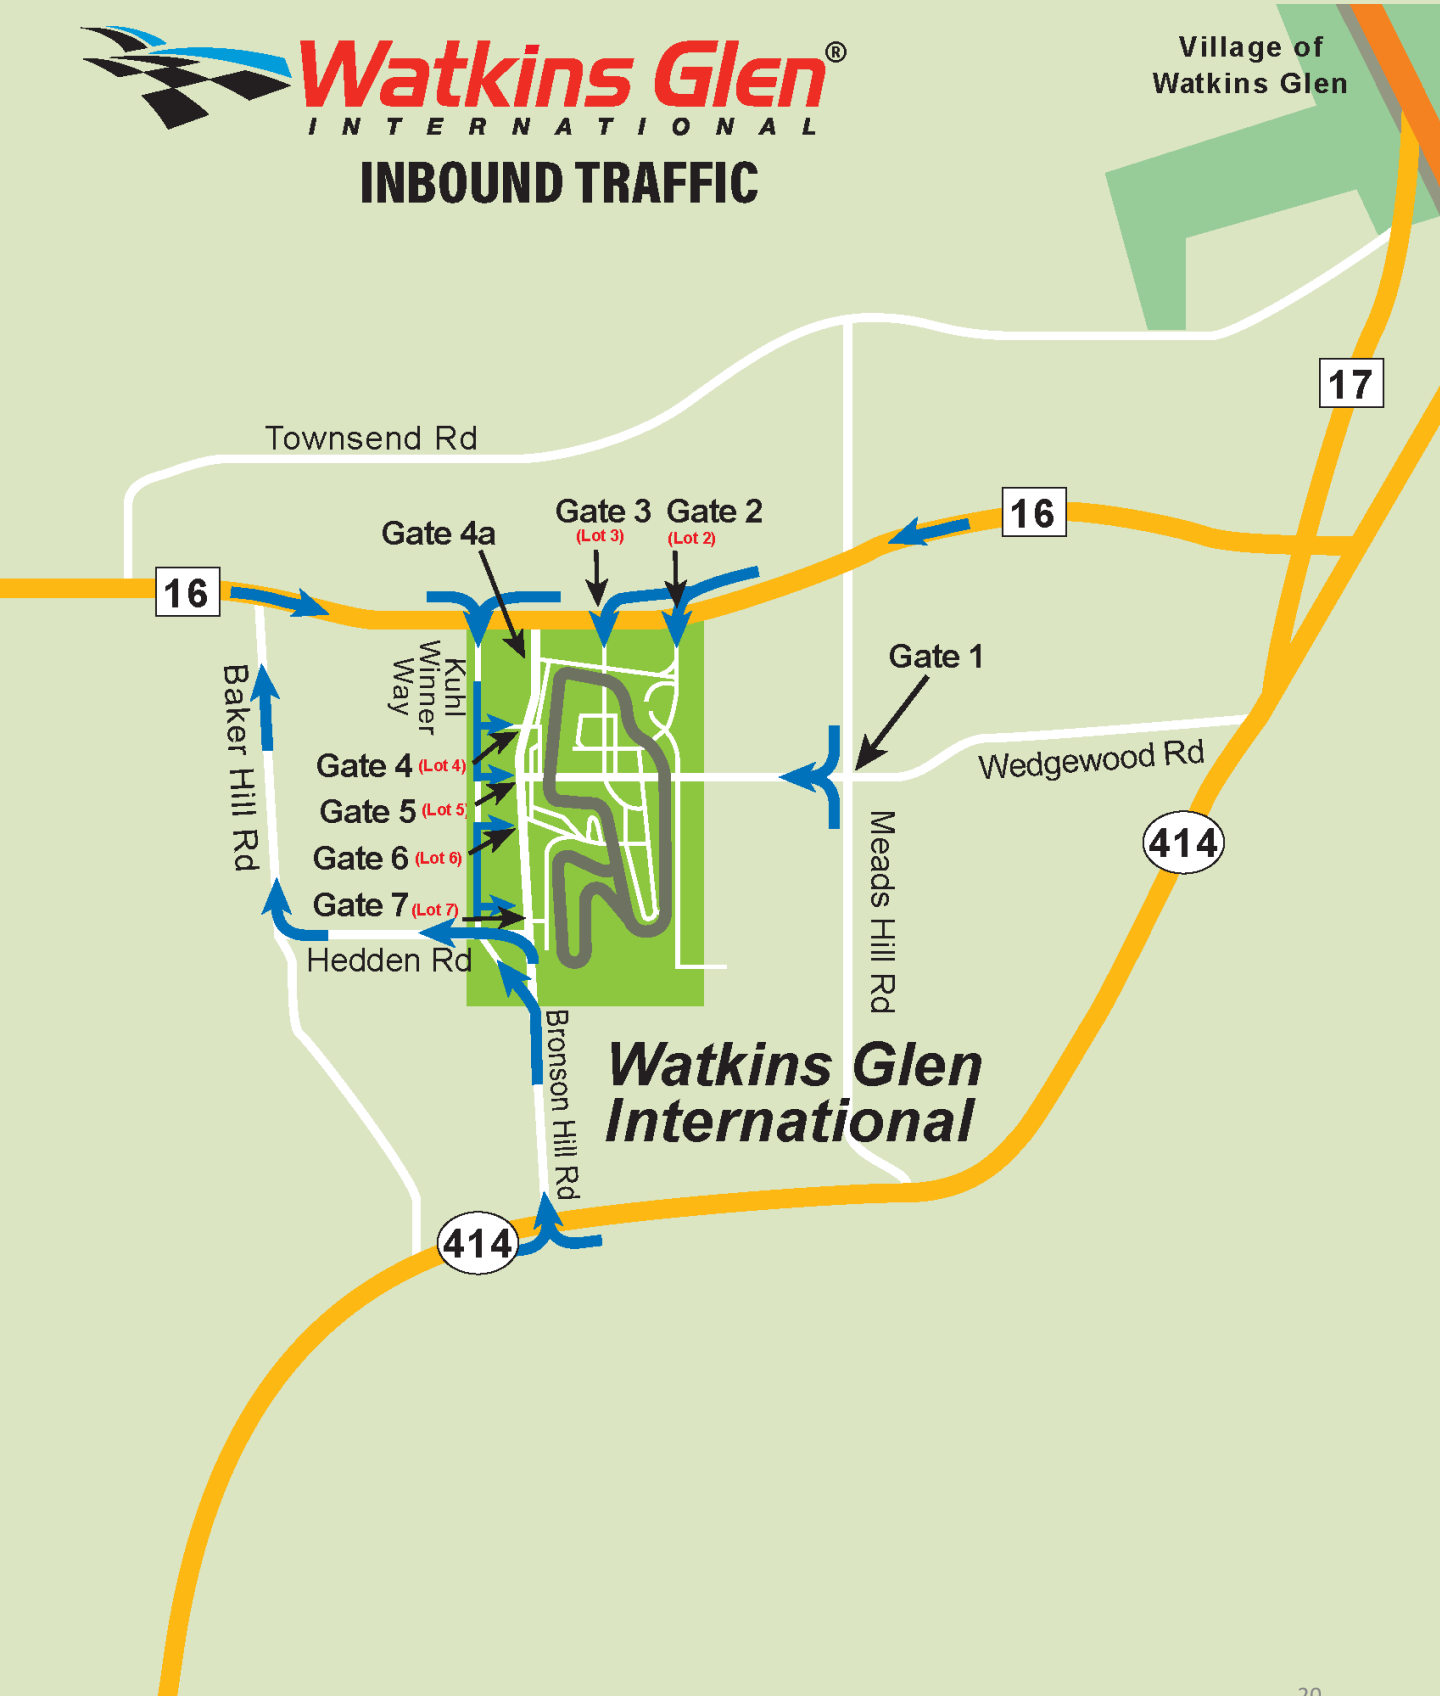 Watkins Glen®
INTERNATIONAL
INBOUND TRAFFIC
Village of
Watkins Glen
17
Townsend Rd
16
Gate 3
(Lot 3)
Gate 2
(Lot 2)
Gate 4a
16
Gate 1
Kuhl
Winner
Way
Baker Hill Rd
Wedgewood Rd
Gate 4 (Lot 4)
Gate 5 (Lot 5)
Gate 6 (Lot 6)
Gate 7 (Lot 7)
414
Meads Hill Rd
Hedden Rd
Bronson Hill Rd
Watkins Glen
International
414
20